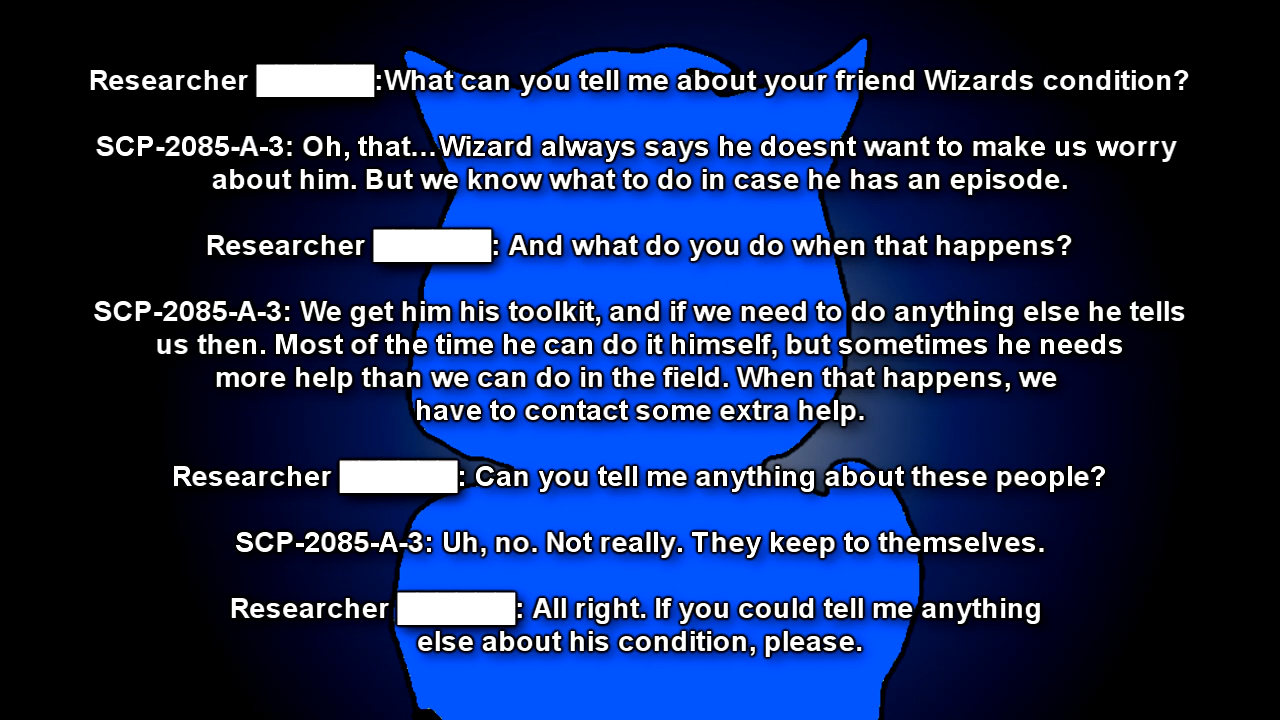 Researcher ███████:What can you tell me about your friend Wizards condition?
SCP-2085-A-3: Oh, that...Wizard always says he doesnt want to make us worry
about him. But we know what to do in case he has an episode.
Researcher ███████: And what do you do when that happens?
SCP-2085-A-3: We get him his toolkit, and if we need to do anything else he tells
us then. Most of the time he can do it himself, but sometimes he needs
more help than we can do in the field. When that happens, we
have to contact some extra help.
Researcher ███████: Can you tell me anything about these people?
SCP-2085-A-3: Uh, no. Not really. They keep to themselves.
Researcher ███████: All right. If you could tell me anything
else about his condition, please.